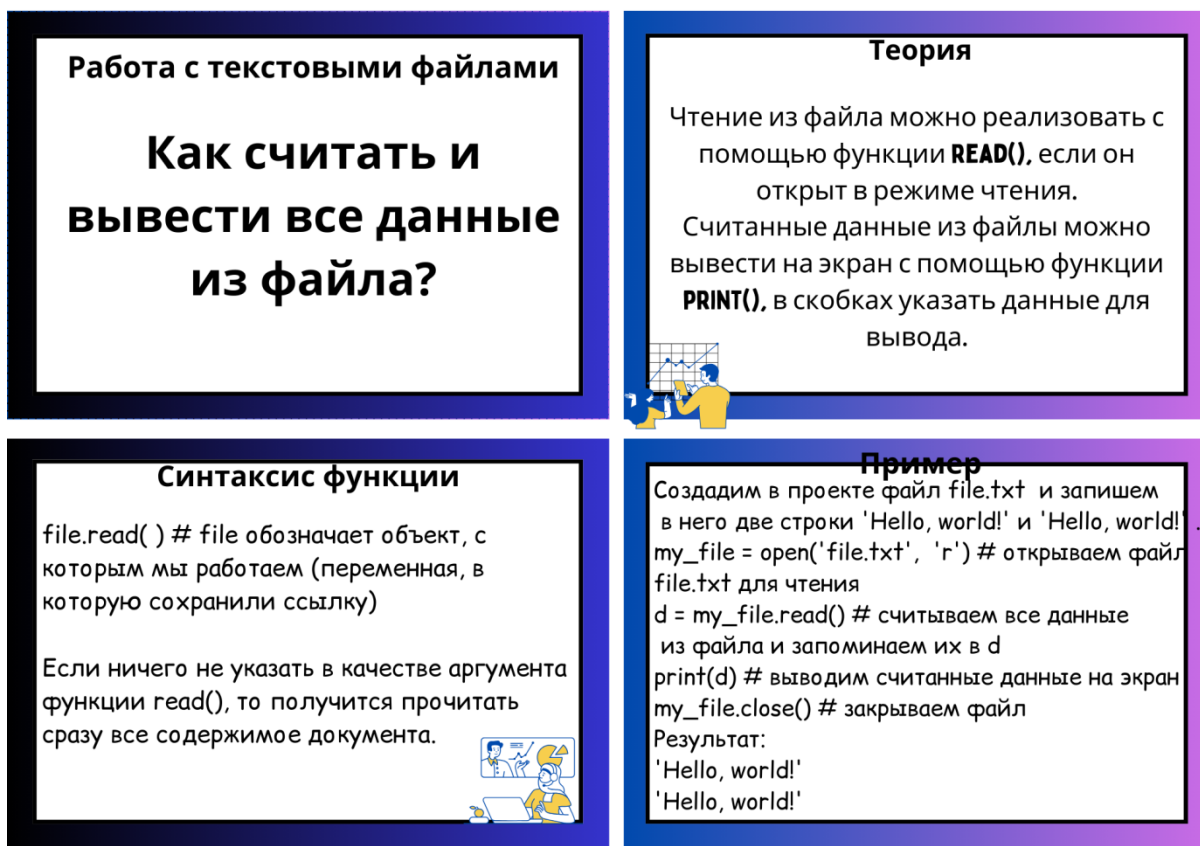 Работа с текстовыми файлами
Как считать и
вывести все данные
из файла?
Теория
Чтение из файла можно реализовать с
помощью функции READ(), если он
открыт в режиме чтения.
Считанные данные из файлы можно
вывести на экран с помощью функции
PRINT(), в скобках указать данные для
вывода.
Синтаксис функции
file.read( ) # file обозначает объект, с
которым мы работаем (переменная, в
которую сохранили ссылку)
Если ничего не указать в качестве аргумента
функции read(), то получится прочитать
сразу все содержимое документа.
Пример
Создадим в проекте файл file.txt и запишем
в него две строки 'Hello, world!' и 'Hello, world!' .
my_file = open('file.txt', 'r') # открываем файл
file.txt для чтения
d = my_file.read() # считываем все данные
из файла и запоминаем их в d
print(d) # выводим считанные данные на экран
my_file.close() # закрываем файл
Результат:
'Hello, world!'
'Hello, world!'